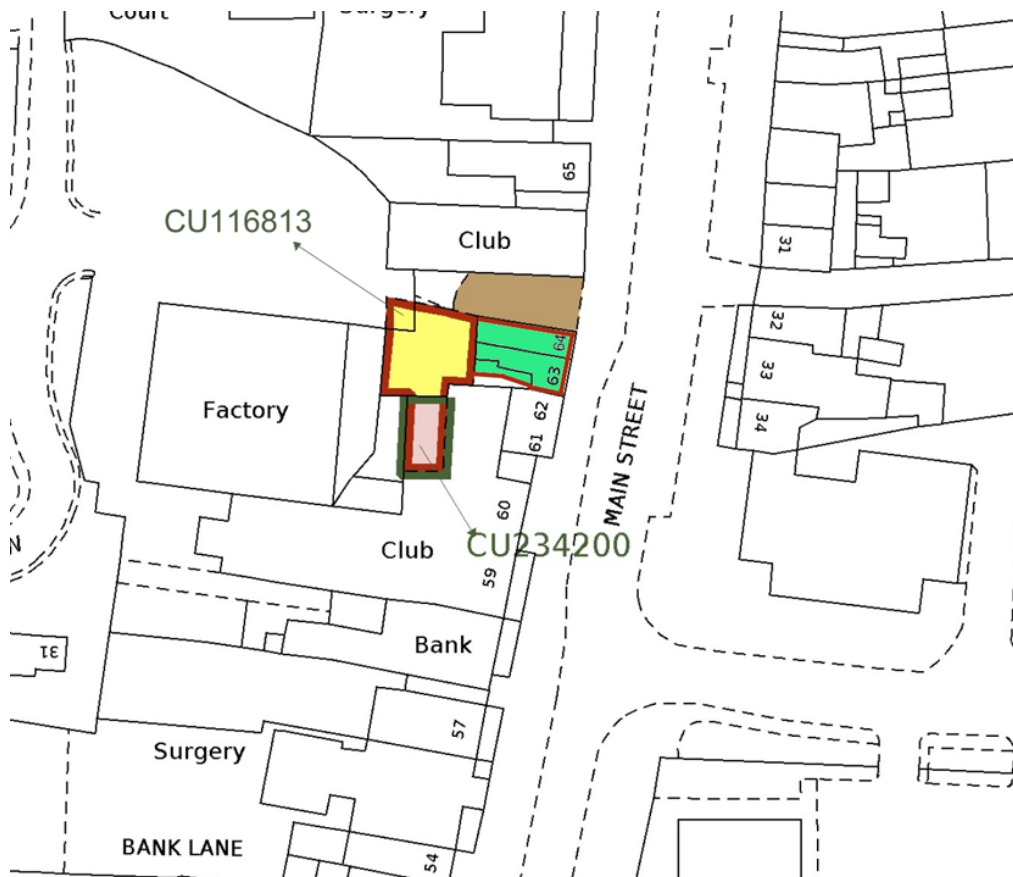 Court
Surgery
65
CU116813
Club
31
64
32
63
33
62
Factory
34
61
MAIN STREET
60
Club
CU234200
N
59
Bank
31
57
Surgery
BANK LANE
54